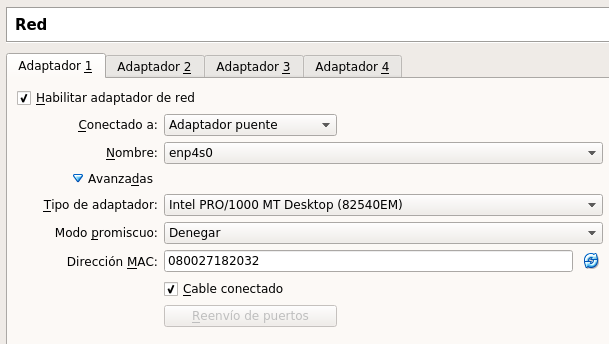 Red
Adaptador 1 Adaptador 2 Adaptador 3 Adaptador 4
Habilitar adaptador de red
Conectado a: Adaptador puente
Nombre: enp4s0
Avanzadas
Tipo de adaptador: Intel PRO/1000 MT Desktop (82540EM)
Modo promiscuo: Denegar
Dirección MAC: 080027182032
Cable conectado
Reenvío de puertos